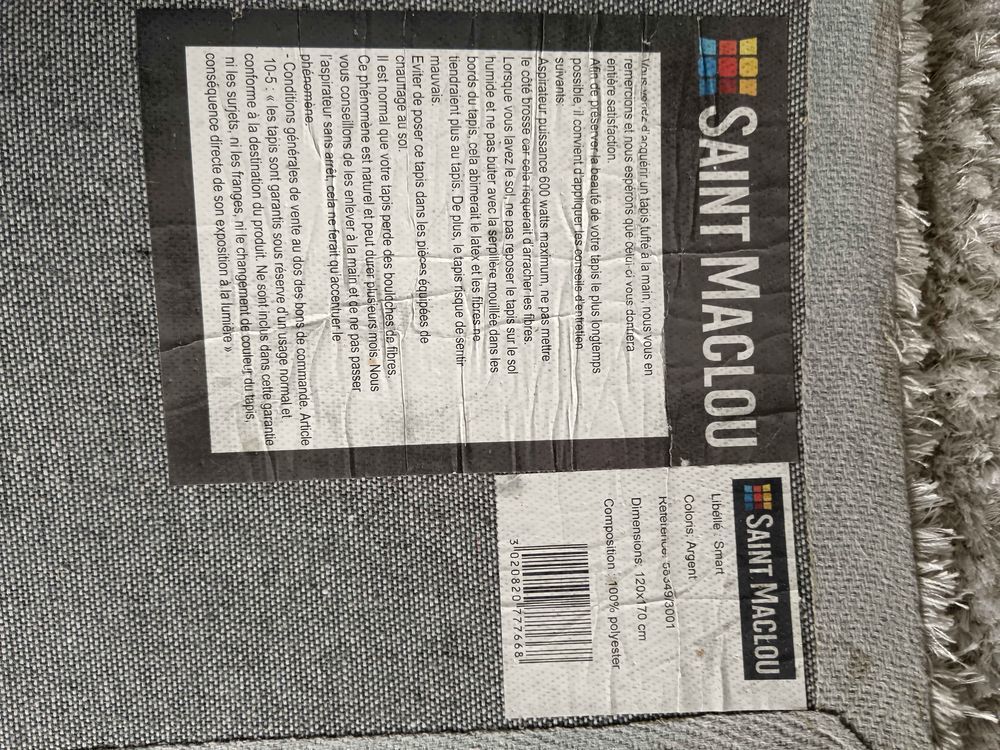 SAINT MACLOU
Vous venez d'acquérir un tapis tufté à la main, nous vous en
remercions et nous espérons que celui-ci vous donnera
entière satisfaction.
Afin de préserver la beauté de votre tapis le plus longtemps
possible, il convient d'appliquer les conseils d'entretien
suivants:
Aspirateur puissance 600 watts maximum, ne pas mettre
le côté brosse car cela risquerait d'arracher les fibres.
Lorsque vous lavez le sol, ne pas reposer le tapis sur le sol
humide et ne pas buter avec la serpillère mouillée dans les
bords du tapis, cela abimerait le latex et les fibres ne
tiendraient plus au tapis. De plus, le tapis risque de sentir
mauvais.
Eviter de poser ce tapis dans les pièces équipées de
chauffage au sol.
Il est normal que votre tapis perde des bouloches de fibres.
Ce phénomène est naturel et peut durer plusieurs mois. Nous
vous conseillons de les enlever à la main et de ne pas passer
l'aspirateur sans arrêt, cela ne ferait qu'accentuer le
phénomène.
- Conditions générales de vente au dos des bons de commande. Article
10-5 : « les tapis sont garantis sous réserve d'un usage normal et
conforme à la destination du produit. Ne sont inclus dans cette garantie
ni les surjets, ni les franges, ni le changement de couleur du tapis,
conséquence directe de son exposition à la lumière »
SAINT MACLOU
Libéllé : Smart
Coloris: Argent
Référence: 349/3001
Dimensions: 120x170 cm
Composition : 100% polyester
3 020820 777668